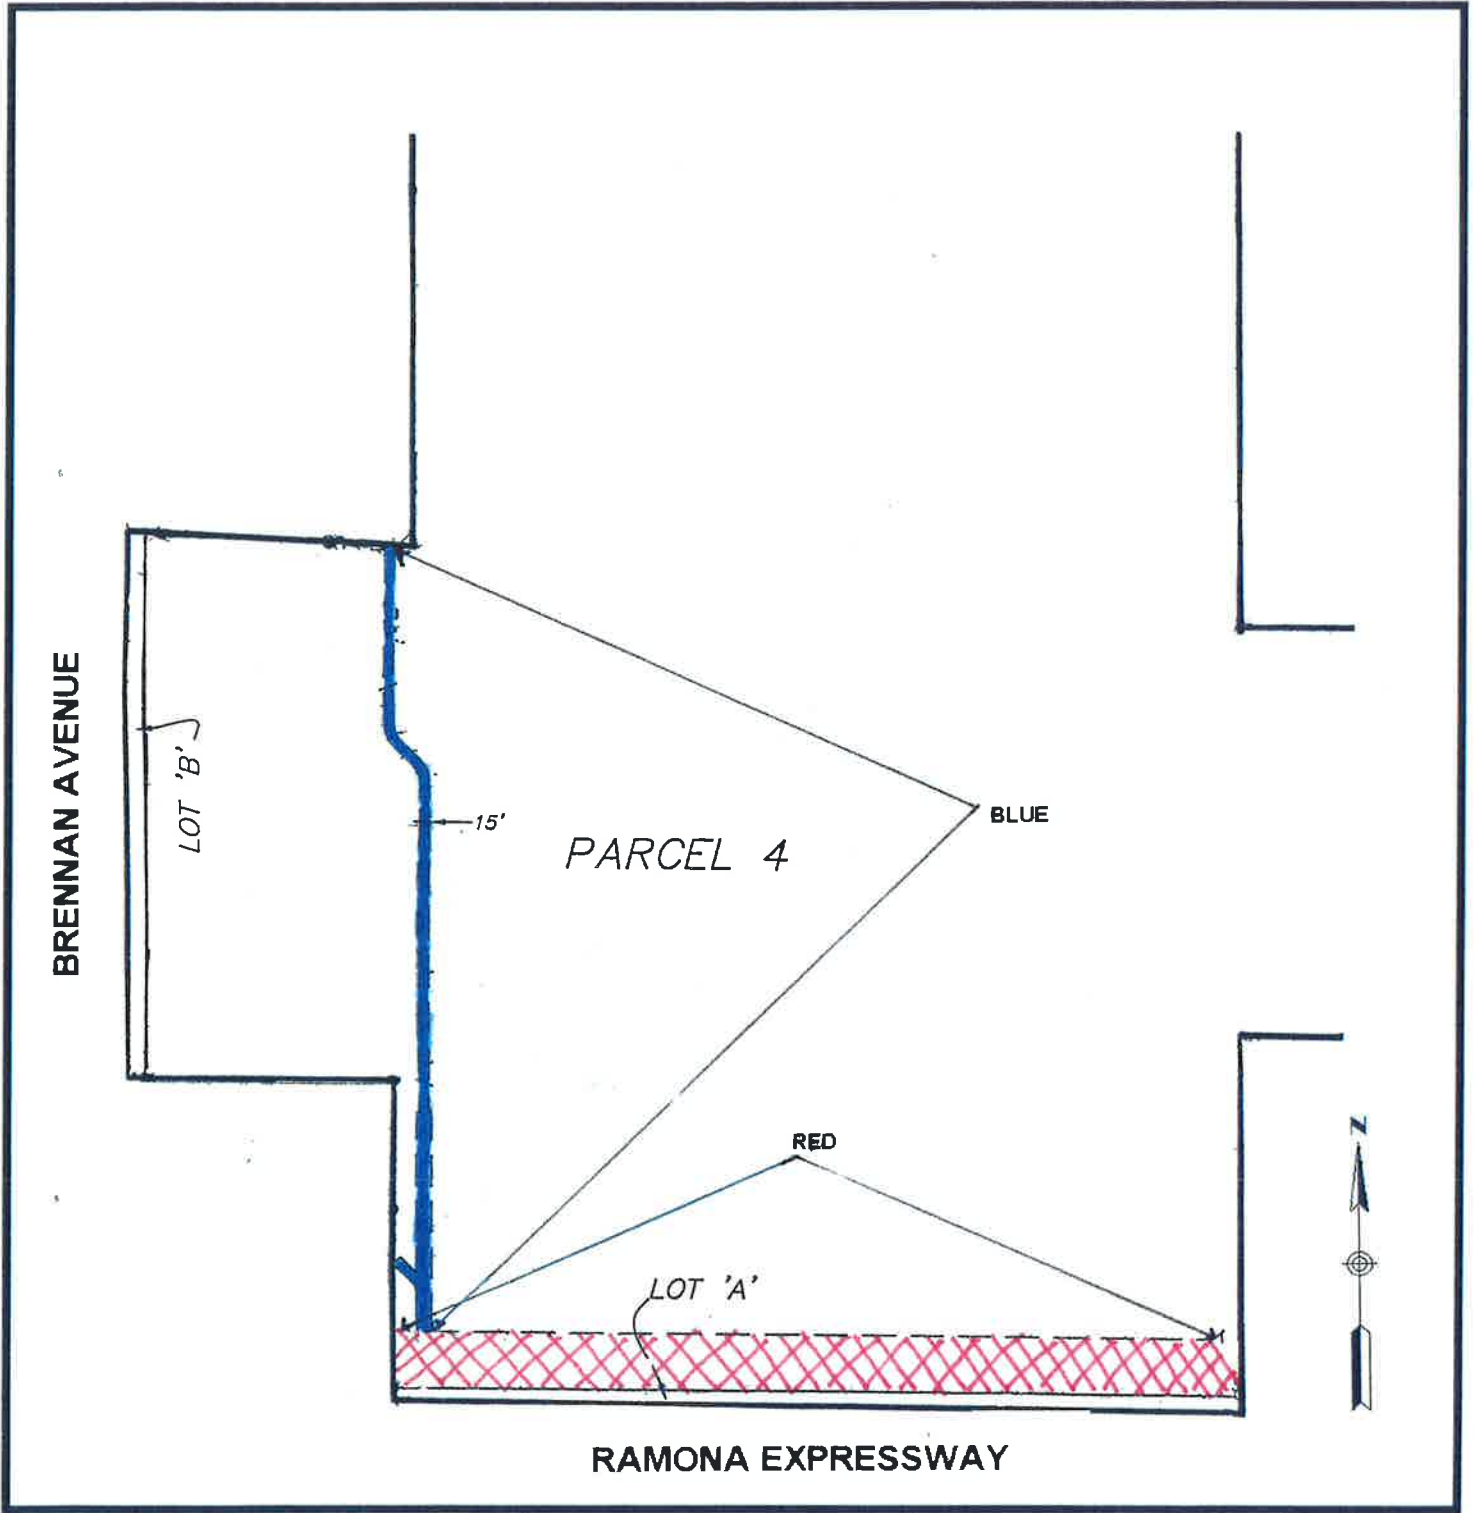 BRENNAN AVENUE
LOT 'B'
15'
PARCEL 4
BLUE
RED
N
LOT 'A'
RAMONA EXPRESSWAY